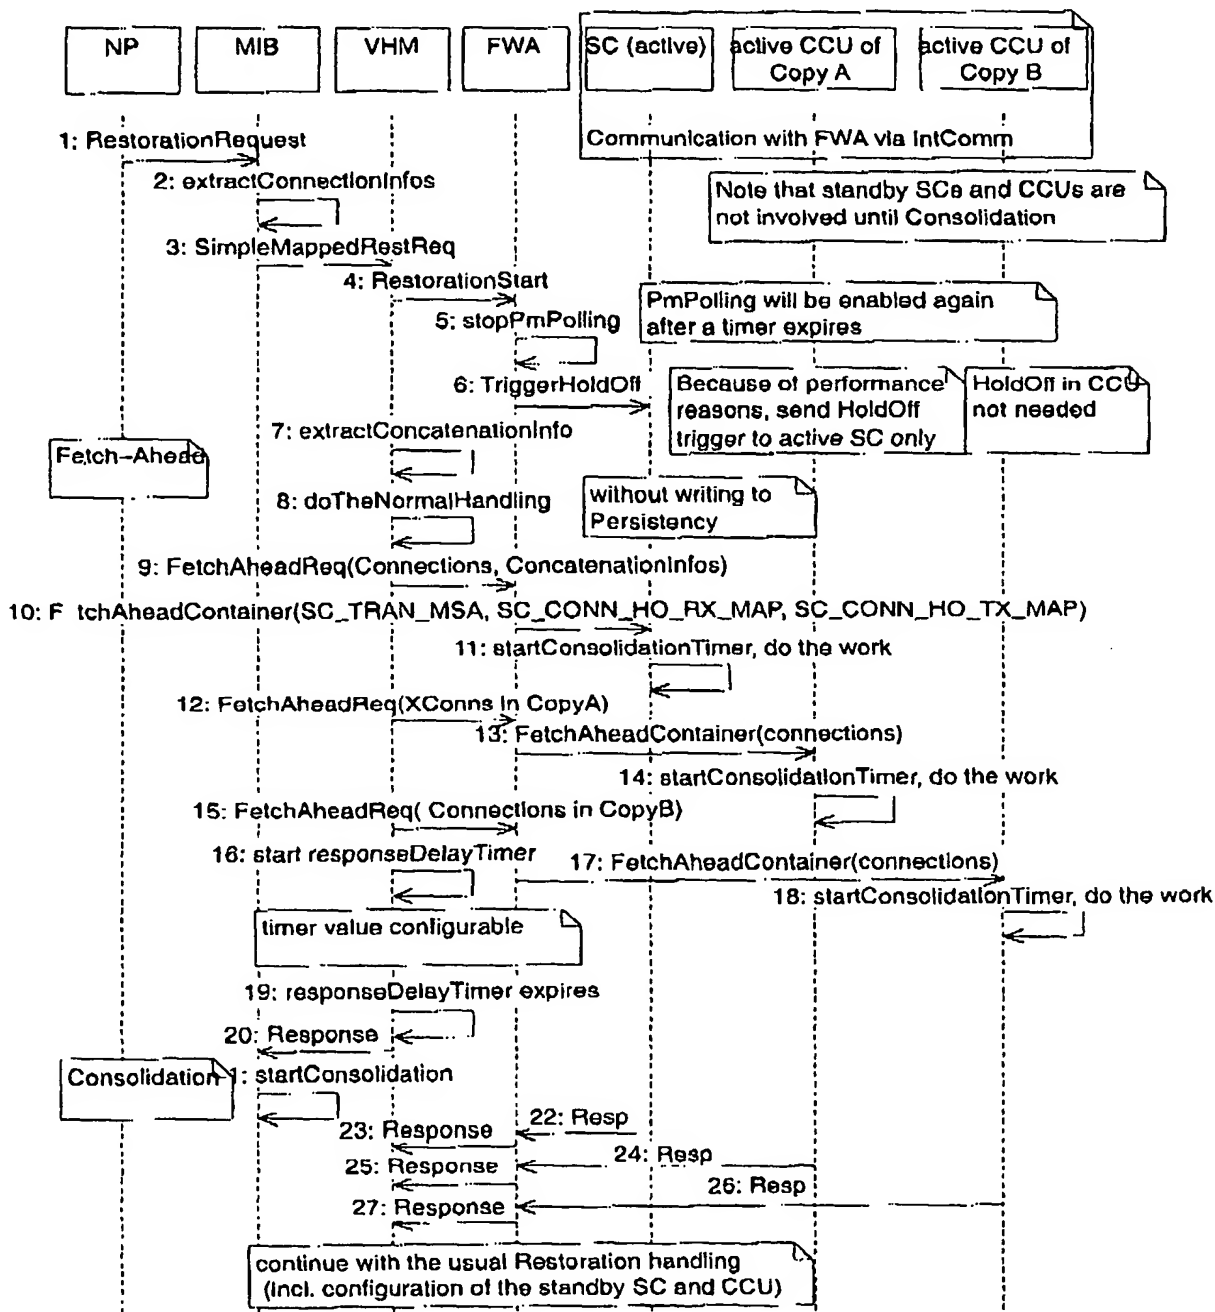 NP
MIB
VHM
FWA
SC (active)
active CCU of
Copy A
active CCU of
Copy B
Communication with FWA via IntComm
1: RestorationRequest
2: extractConnectionInfos
Note that standby SCs and CCUs are
not involved until Consolidation
3: SimpleMappedRestReq
4: RestorationStart
PmPolling will be enabled again
after a timer expires
5: stopPmPolling
6: TriggerHoldOff
Because of performance
reasons, send HoldOff
trigger to active SC only
HoldOff in CCU
not needed
7: extractConcatenationInfo
Fetch-Ahead
8: doTheNormalHandling
without writing to
Persistency
9: FetchAheadReq(Connections, ConcatenationInfos)
10: F tchAheadContainer(SC_TRAN_MSA, SC_CONN_HO_RX_MAP, SC_CONN_HO_TX_MAP)
11: startConsolidationTimer, do the work
12: FetchAheadReq(XConns in CopyA)
13: FetchAheadContainer(connections)
14: startConsolidationTimer, do the work
15: FetchAheadReq( Connections in CopyB)
16: start responseDelayTimer
17: FetchAheadContainer(connections)
18: startConsolidationTimer, do the work
timer value configurable
19: responseDelayTimer expires
20: Response
Consolidation
1: startConsolidation
22: Resp
23: Response
24: Resp
25: Response
26: Resp
27: Response
continue with the usual Restoration handling
(incl. configuration of the standby SC and CCU)